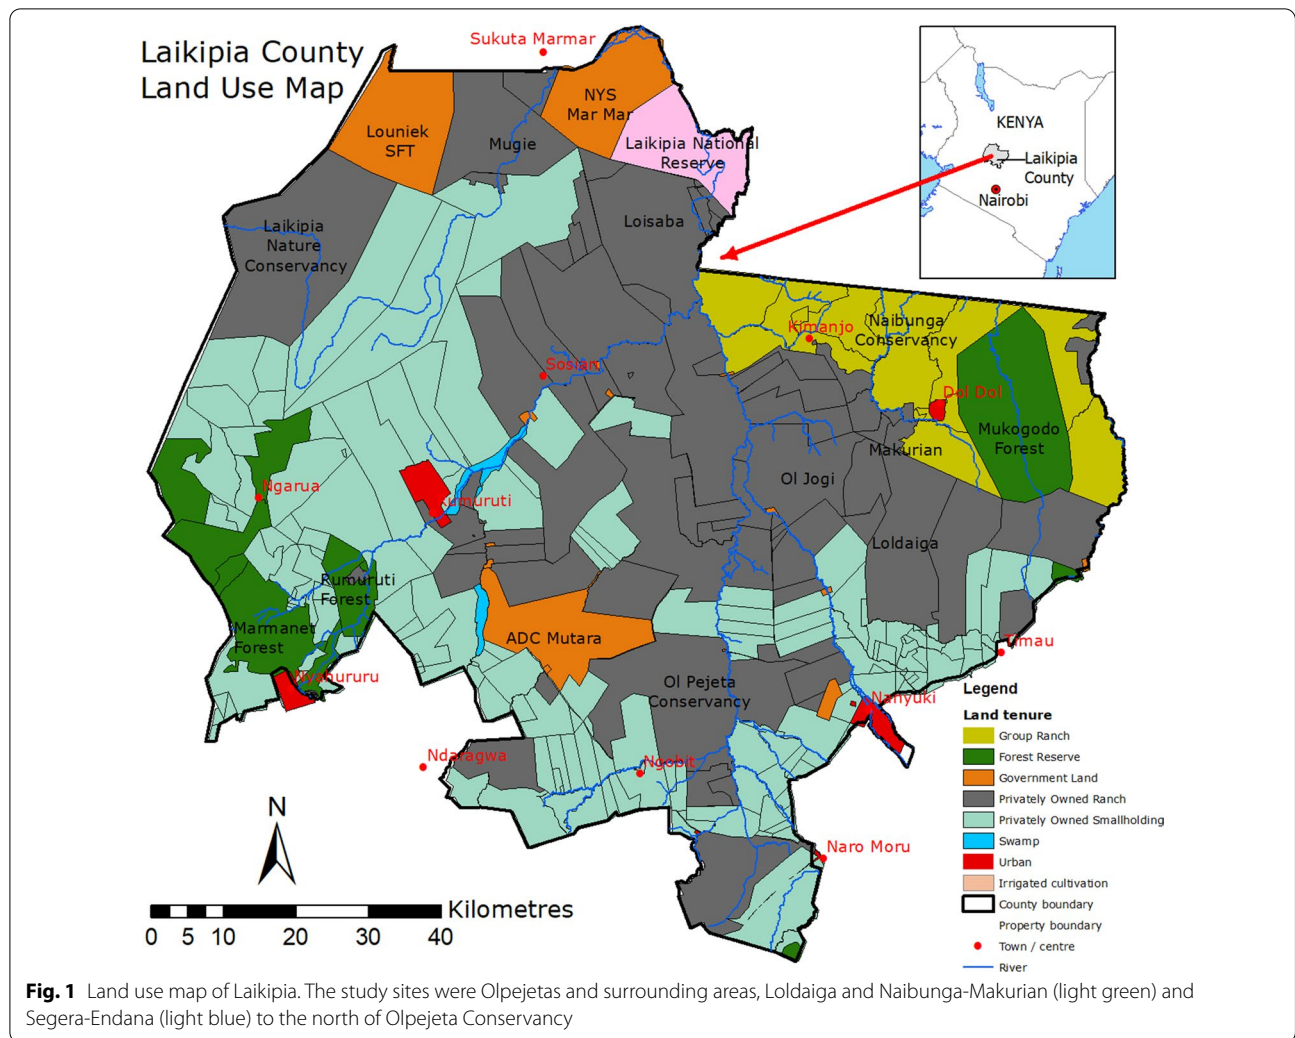 Laikipia County
Land Use Map
Sukuta Marmar
NYS
Mar Mar
Louniek
SFT
Mugie
Laikipia National
Reserve
KENYA
Laikipia
County
Nairobi
Laikipia
Nature
Conservancy
Loisaba
Kimanjo
Naibunga
Conservancy
Sosian
Dol Dol
Mukogodo
Forest
Makurian
Ol Jogi
Ngarua
Rumuruti
Loldaiga
Rumuruti
Forest
Marmanet
Forest
ADC Mutara
Timau
Nyahururu
Ol Pejeta
Conservancy
Nanyuki
Ndaragwa
Ngobit
Naro Moru
Legend
Land tenure
Group Ranch
Forest Reserve
Government Land
Privately Owned Ranch
Privately Owned Smallholding
Swamp
Urban
Irrigated cultivation
County boundary
Property boundary
Town / centre
River
N
Kilometres
0 5 10 20 30 40
Fig. 1 Land use map of Laikipia. The study sites were Olpejetas and surrounding areas, Loldaiga and Naibunga-Makurian (light green) and
Segera-Endana (light blue) to the north of Olpejeta Conservancy